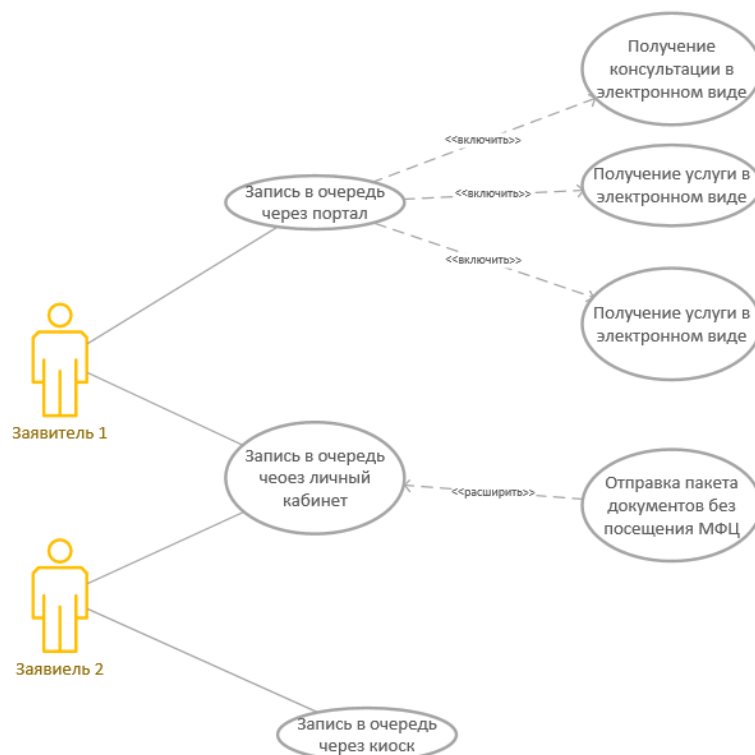 Получение
консультации в
электронном виде
<<включить>>
Запись в очередь
через портал
<<включить>>
Получение услуги в
электронном виде
<<включить>>
Получение услуги в
электронном виде
Заявитель 1
Запись в очередь
чеоез личный
кабинет
<<расширить>>
Отправка пакета
документов без
посещения МФЦ
Заявиель 2
Запись в очередь
через киоск